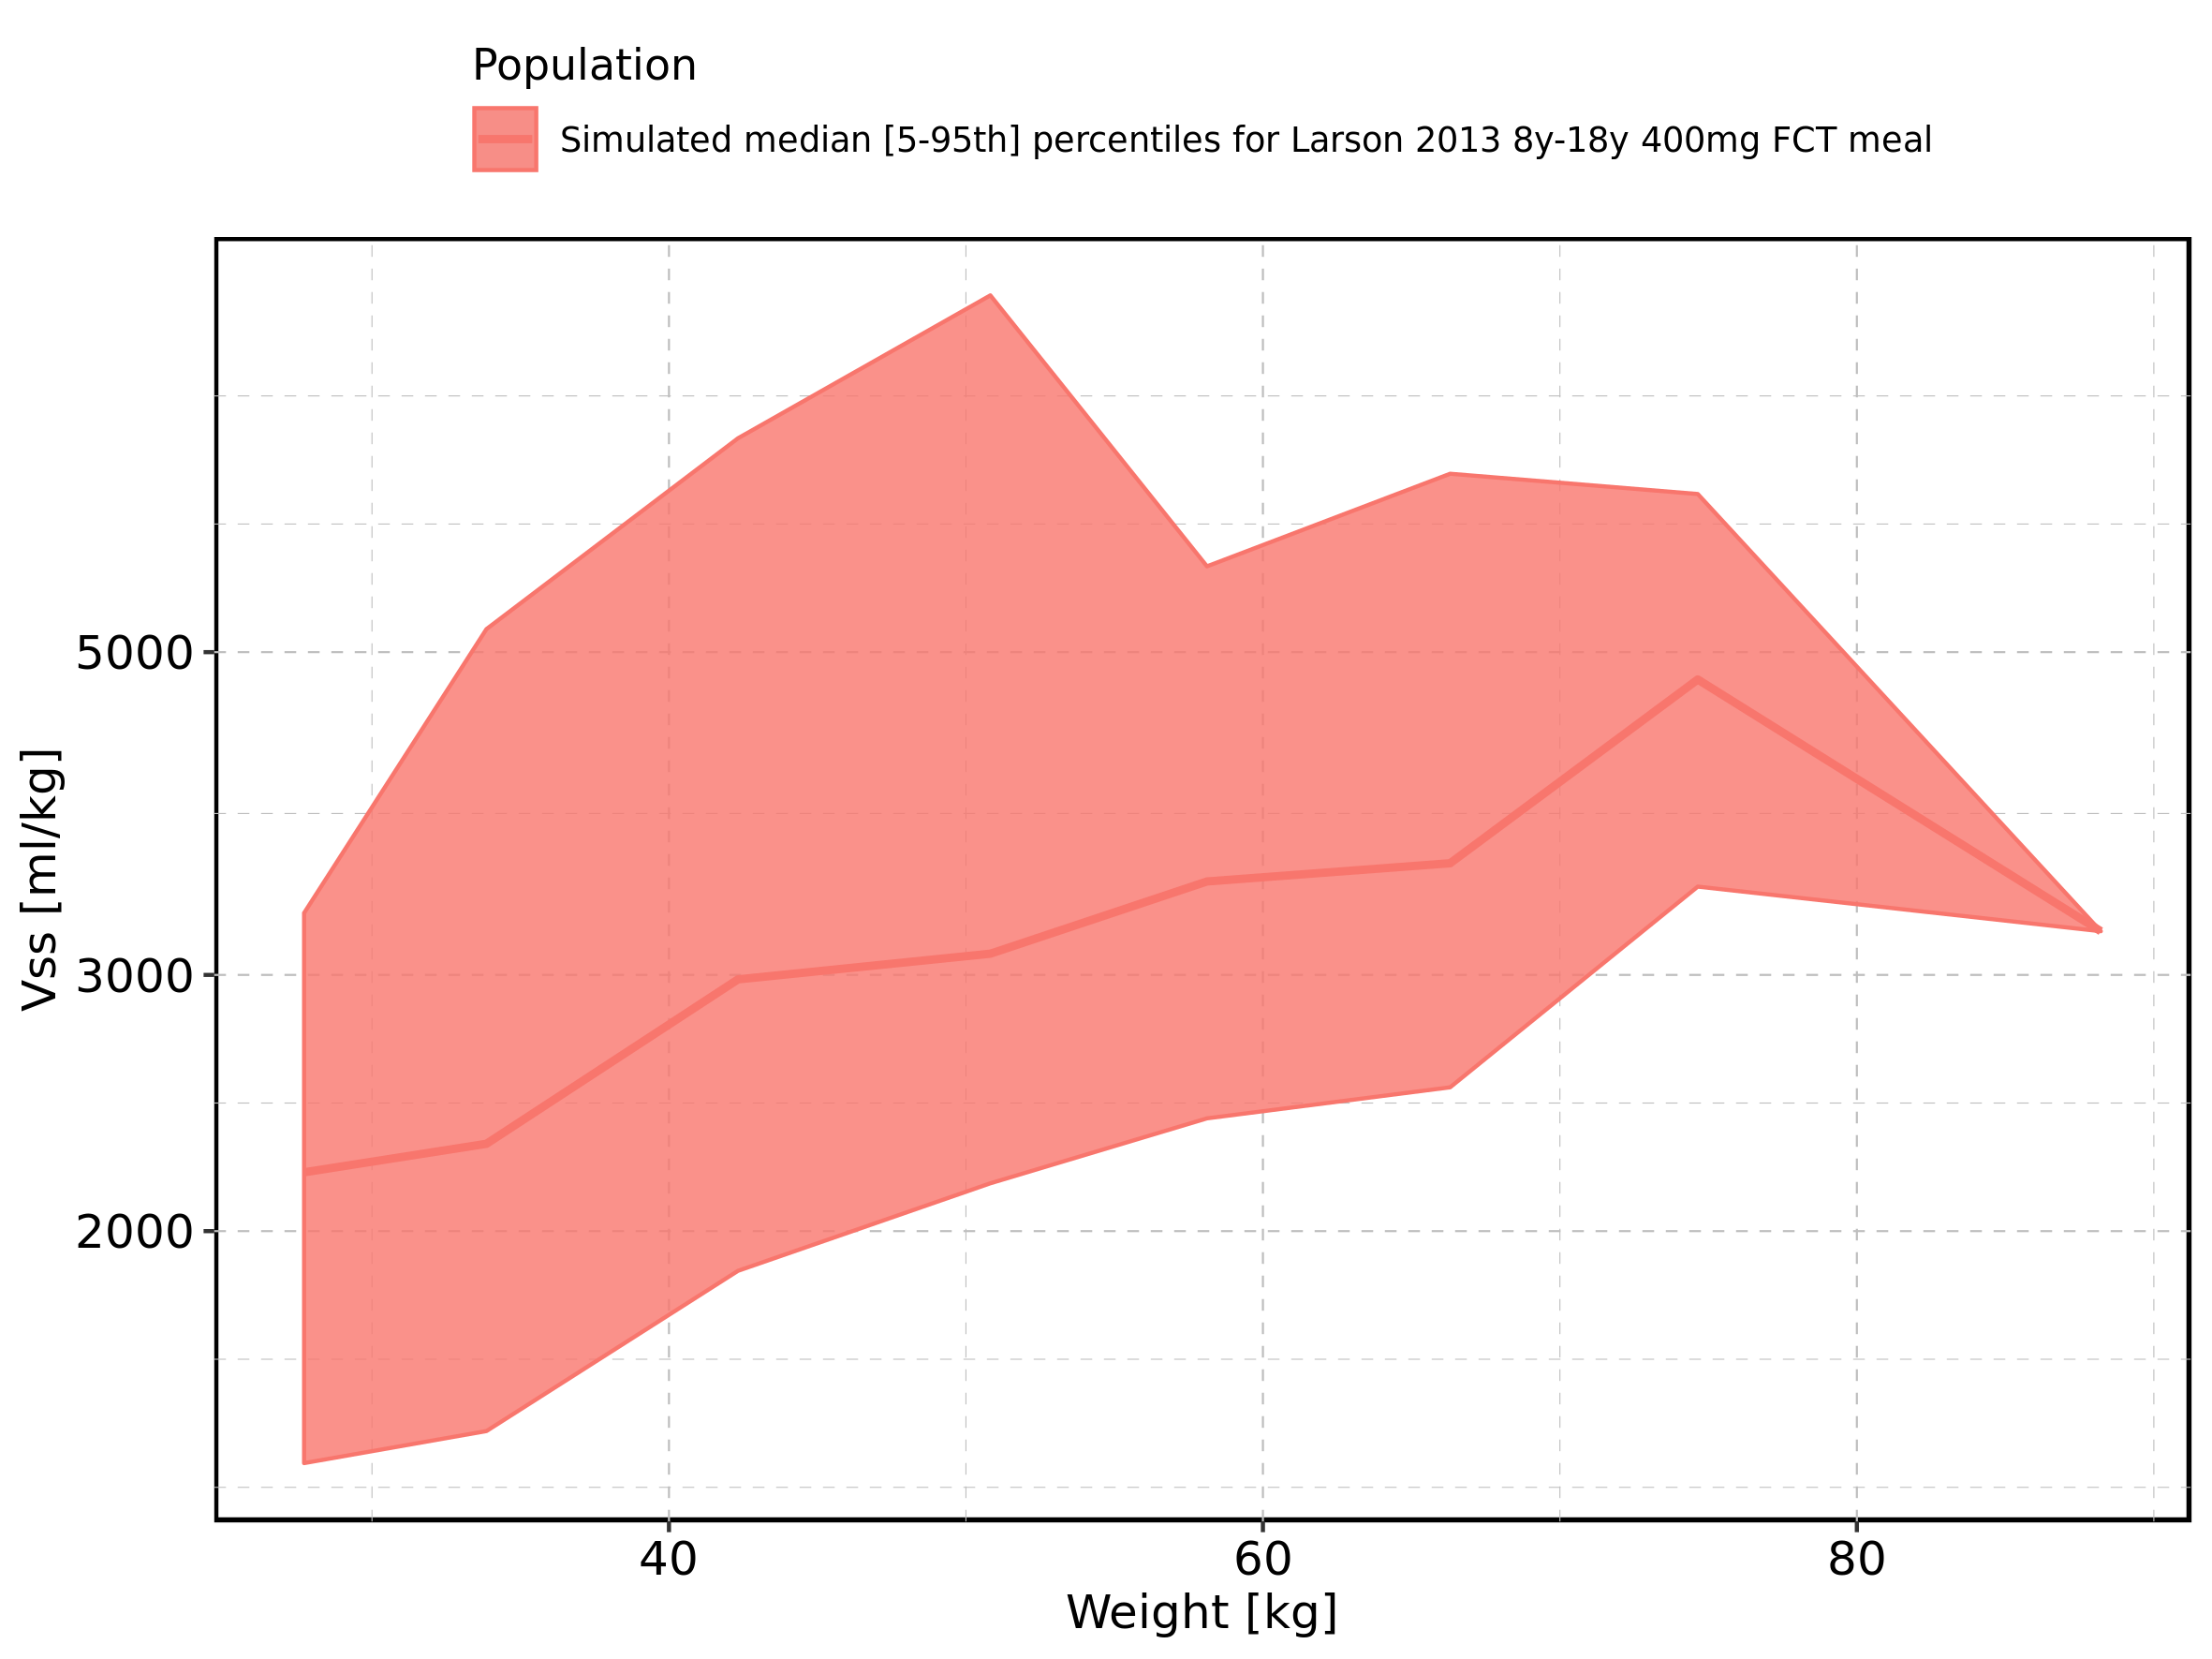 Population
Simulated median [5-95th] percentiles for Larson 2013 8y-18y 400mg FCT meal
5000
3000
2000
Vss [ml/kg]
40
60
80
Weight [kg]